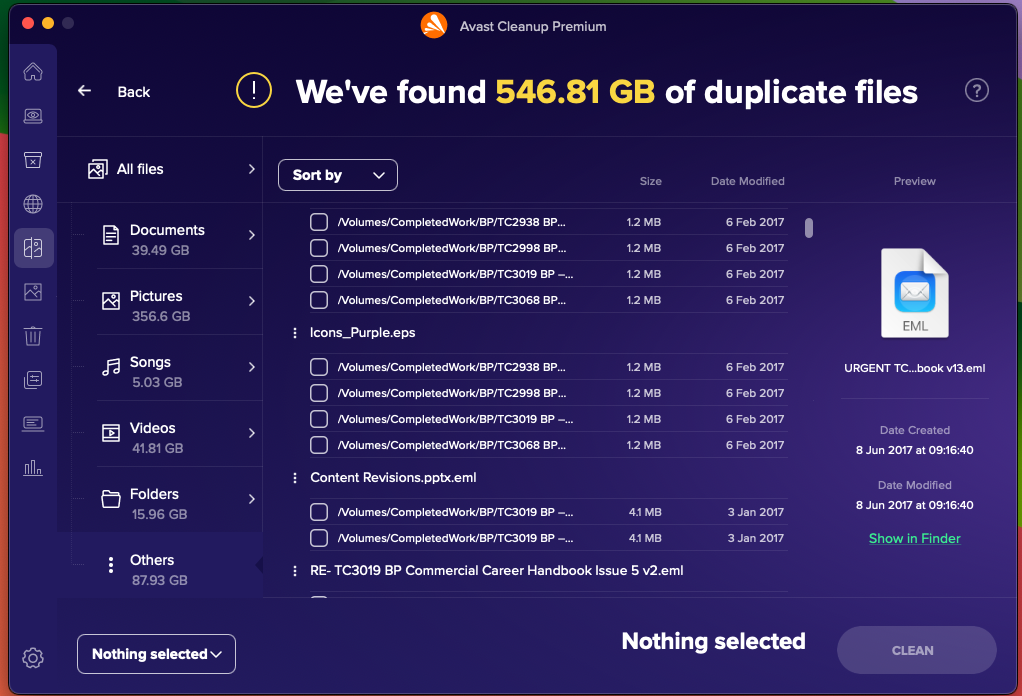 Avast Cleanup Premium
Back
!
We've found 546.81 GB of duplicate files
?
All files
Documents
39.49 GB
Pictures
356.6 GB
Songs
5.03 GB
Videos
41.81 GB
Folders
15.96 GB
Others
87.93 GB
Sort by
Size Date Modified
/Volumes/CompletedWork/BP/TC2938 BP... 1.2 MB 6 Feb 2017
/Volumes/CompletedWork/BP/TC2998 BP... 1.2 MB 6 Feb 2017
/Volumes/CompletedWork/BP/TC3019 BP –... 1.2 MB 6 Feb 2017
/Volumes/CompletedWork/BP/TC3068 BP... 1.2 MB 6 Feb 2017
Icons_Purple.eps
/Volumes/CompletedWork/BP/TC2938 BP... 1.2 MB 6 Feb 2017
/Volumes/CompletedWork/BP/TC2998 BP... 1.2 MB 6 Feb 2017
/Volumes/CompletedWork/BP/TC3019 BP –... 1.2 MB 6 Feb 2017
/Volumes/CompletedWork/BP/TC3068 BP... 1.2 MB 6 Feb 2017
Content Revisions.pptx.eml
/Volumes/CompletedWork/BP/TC3019 BP –... 4.1 MB 3 Jan 2017
/Volumes/CompletedWork/BP/TC3019 BP –... 4.1 MB 3 Jan 2017
RE- TC3019 BP Commercial Career Handbook Issue 5 v2.eml
Preview
EML
URGENT TC...book v13.eml
Date Created
8 Jun 2017 at 09:16:40
Date Modified
8 Jun 2017 at 09:16:40
Show in Finder
Nothing selected
Nothing selected
CLEAN